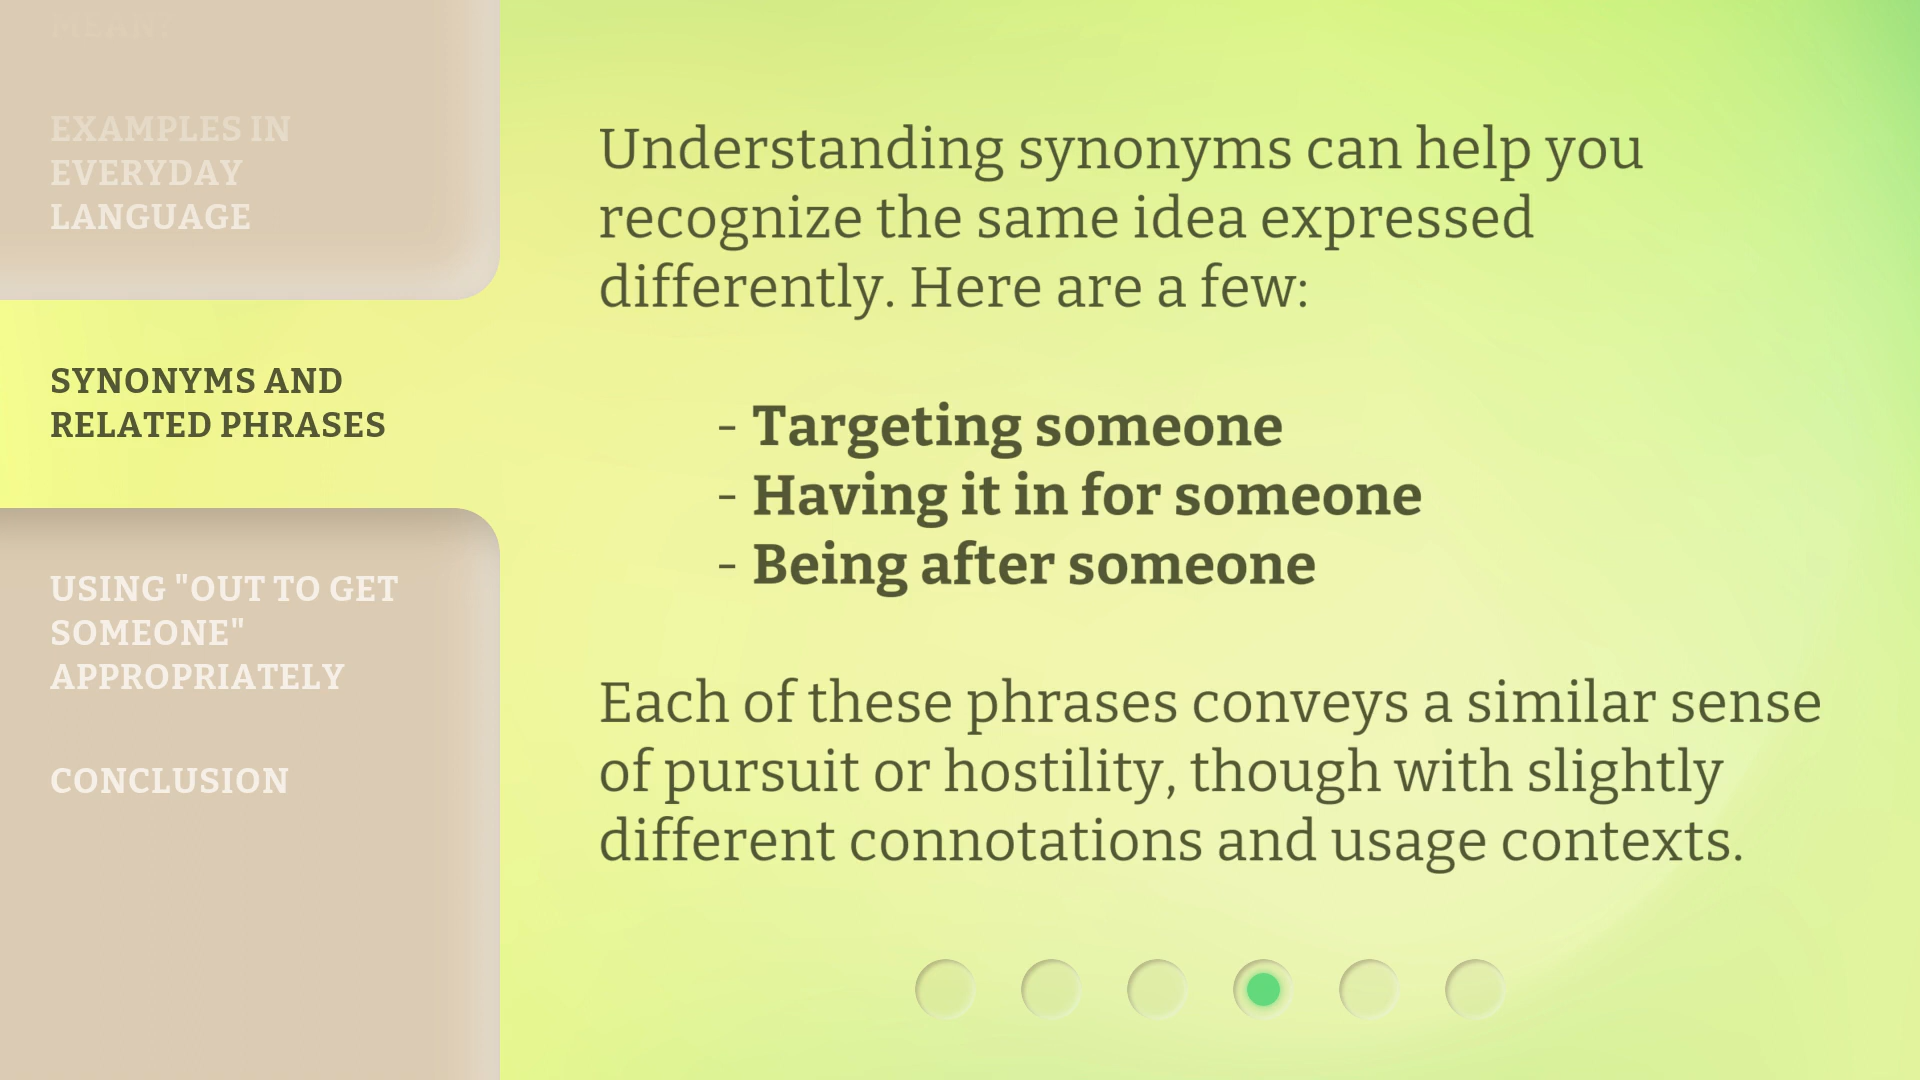 EXAMPLES IN
EVERYDAY
LANGUAGE
SYNONYMS AND
RELATED PHRASES
USING "OUT TO GET
SOMEONE"
APPROPRIATELY
CONCLUSION
Understanding synonyms can help you
recognize the same idea expressed
differently. Here are a few:
- Targeting someone
- Having it in for someone
- Being after someone
Each of these phrases conveys a similar sense
of pursuit or hostility, though with slightly
different connotations and usage contexts.